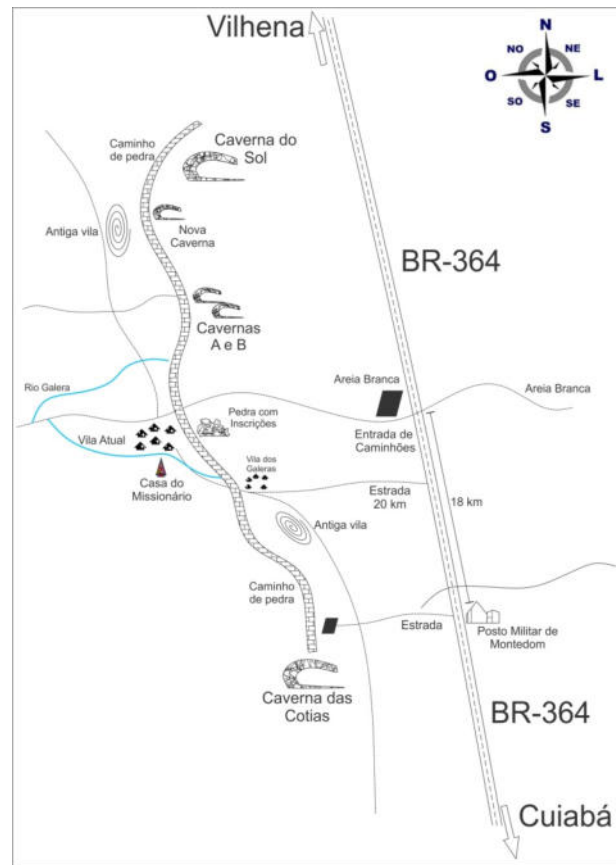 Vilhena
N
NO
NE
O
L
SO
SE
S
Caminho
de pedra
Caverna do
Sol
Antiga vila
Nova
Caverna
BR-364
Cavernas
A e B
Rio Galera
Areia Branca
Areia Branca
Pedra com
Inscrições
Entrada de
Caminhões
Vila Atual
Vila dos
Galeras
Casa do
Missionário
Estrada
20 km
18 km
Antiga vila
Caminho
de pedra
Estrada
Posto Militar de
Montedom
Caverna das
Cotias
BR-364
Cuiabá